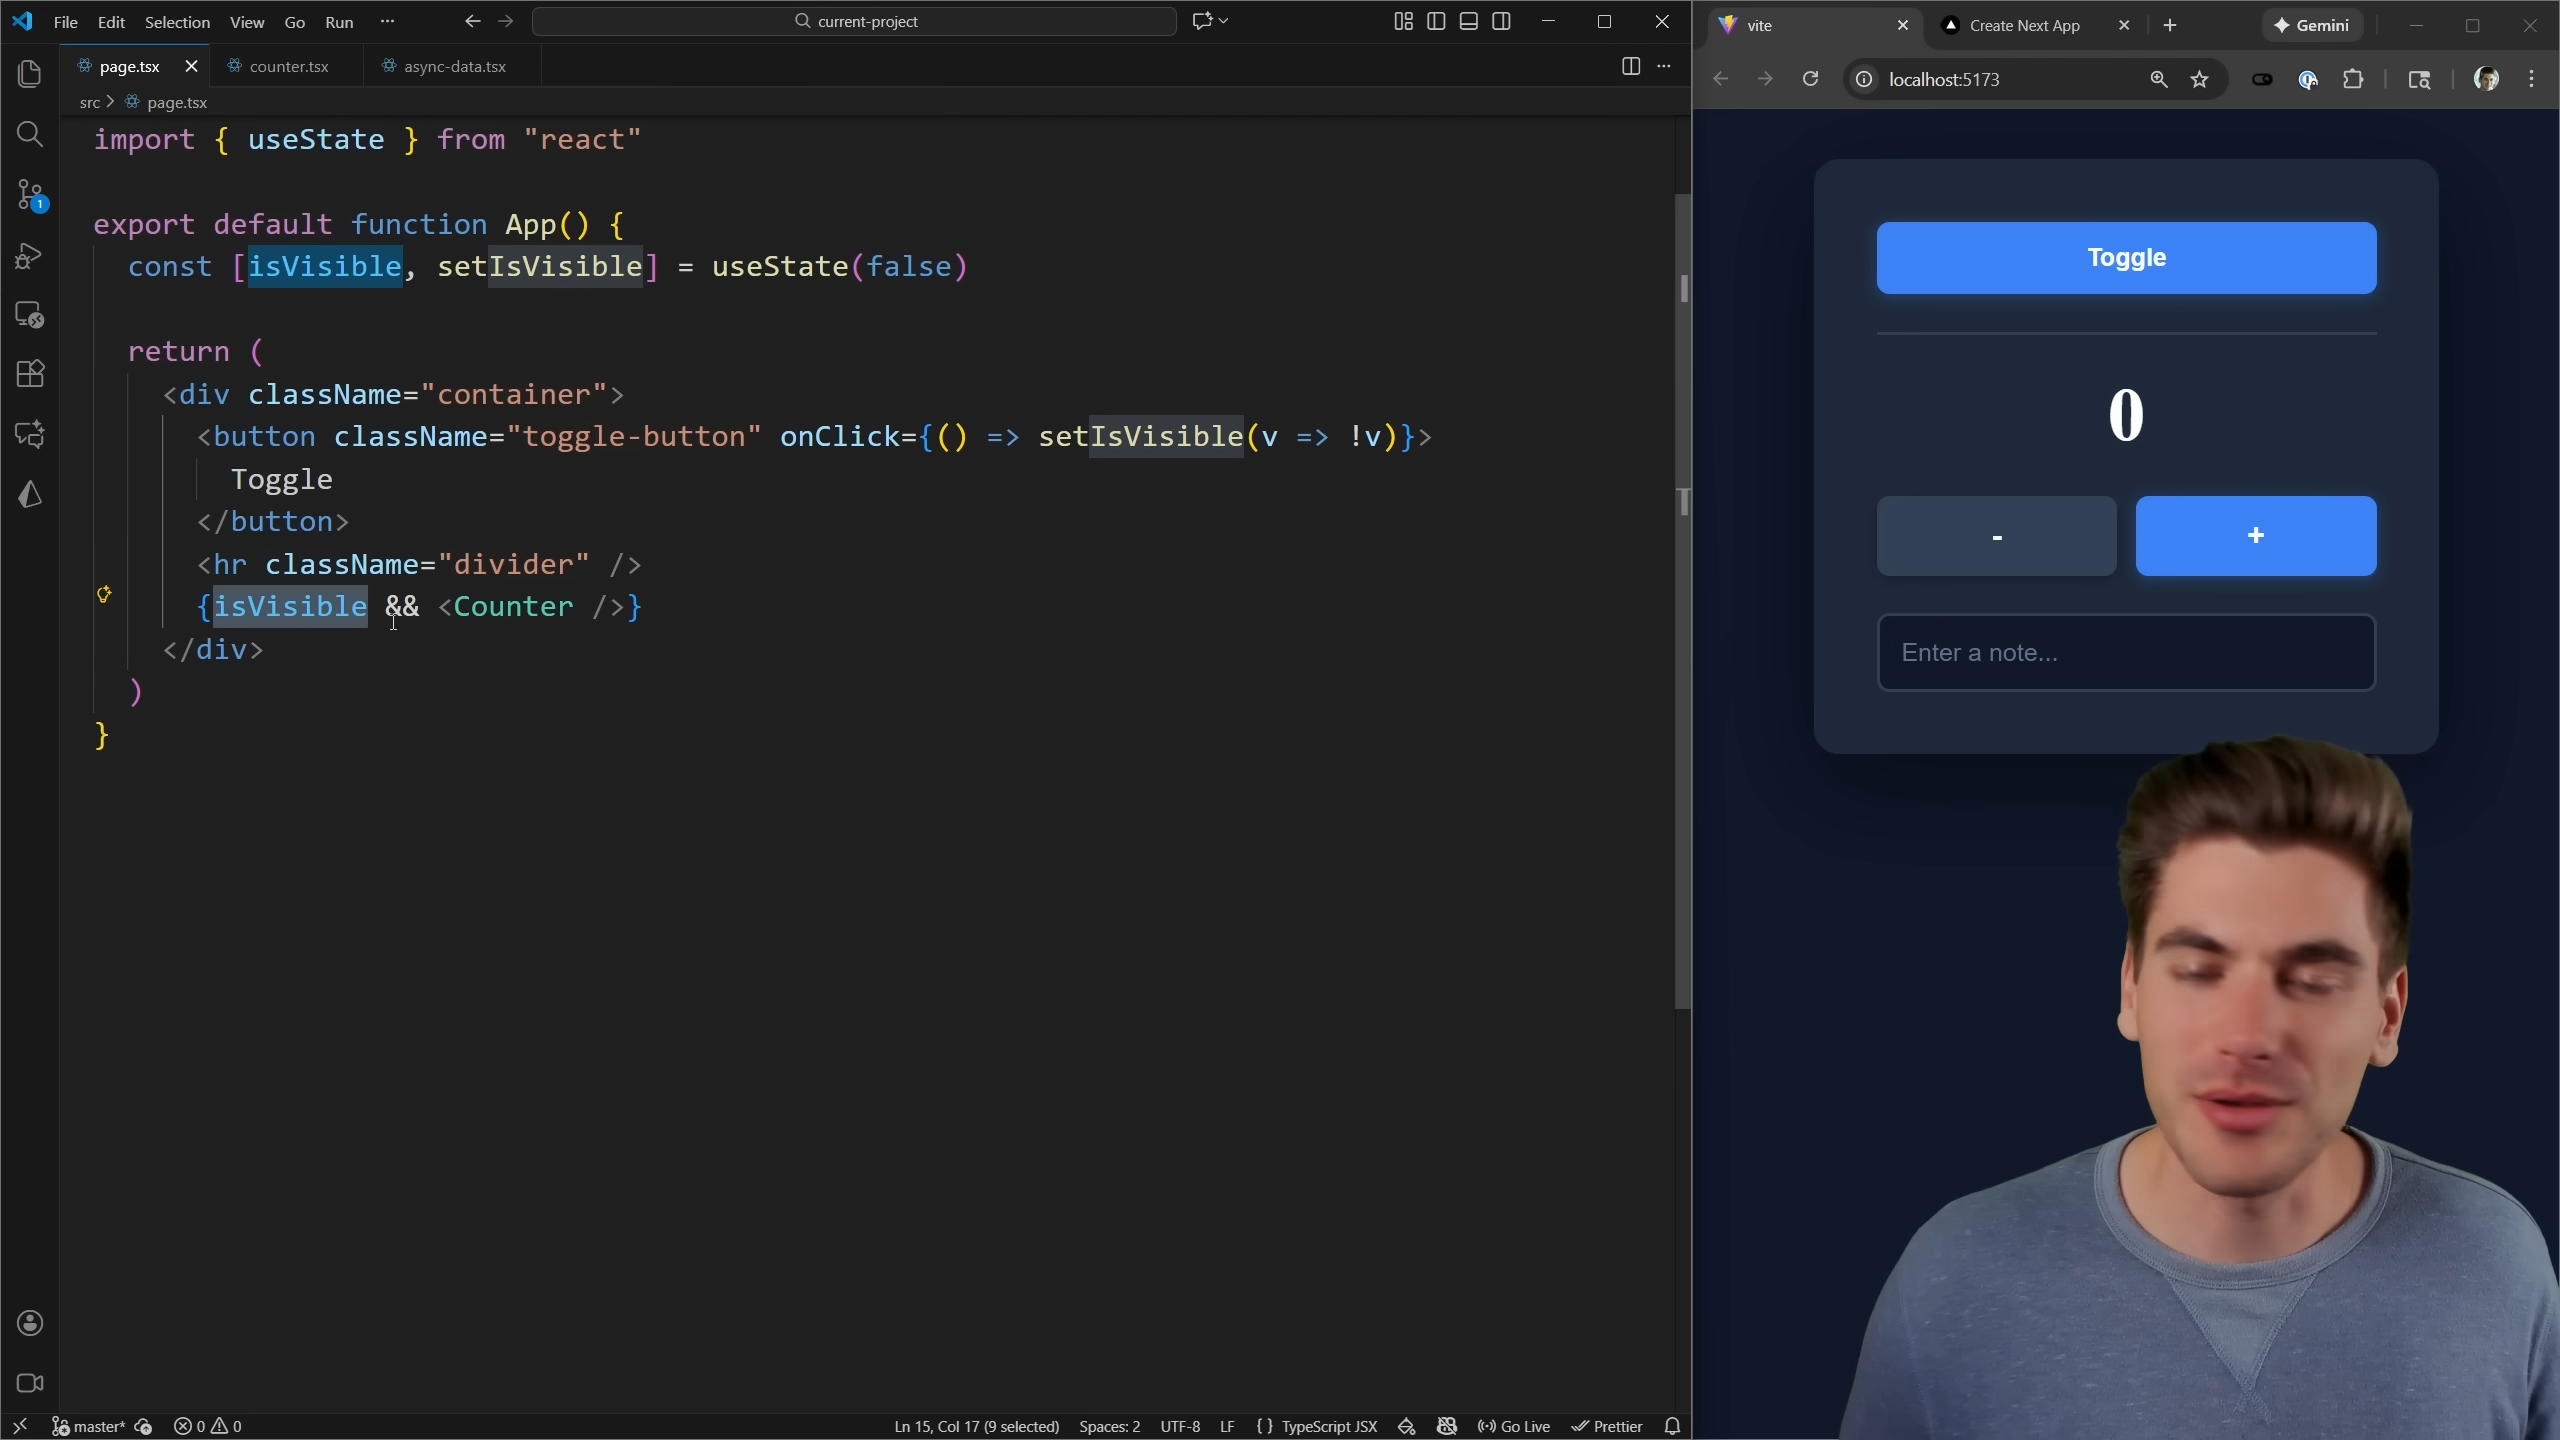 File Edit Selection View Go Run ···
current-project
page.tsx
counter.tsx
async-data.tsx
src > page.tsx
import { useState } from "react"
export default function App() {
const [isVisible, setIsVisible] = useState(false)
return (
<div className="container">
<button className="toggle-button" onClick={() => setIsVisible(v => !v)}>
Toggle
</button>
<hr className="divider" />
{isVisible && <Counter />}
</div>
)
}
1
master* 0 0
Ln 15, Col 17 (9 selected) Spaces: 2 UTF-8 LF {} TypeScript JSX Go Live Prettier
vite
Create Next App
Gemini
localhost:5173
Toggle
0
- +
Enter a note...